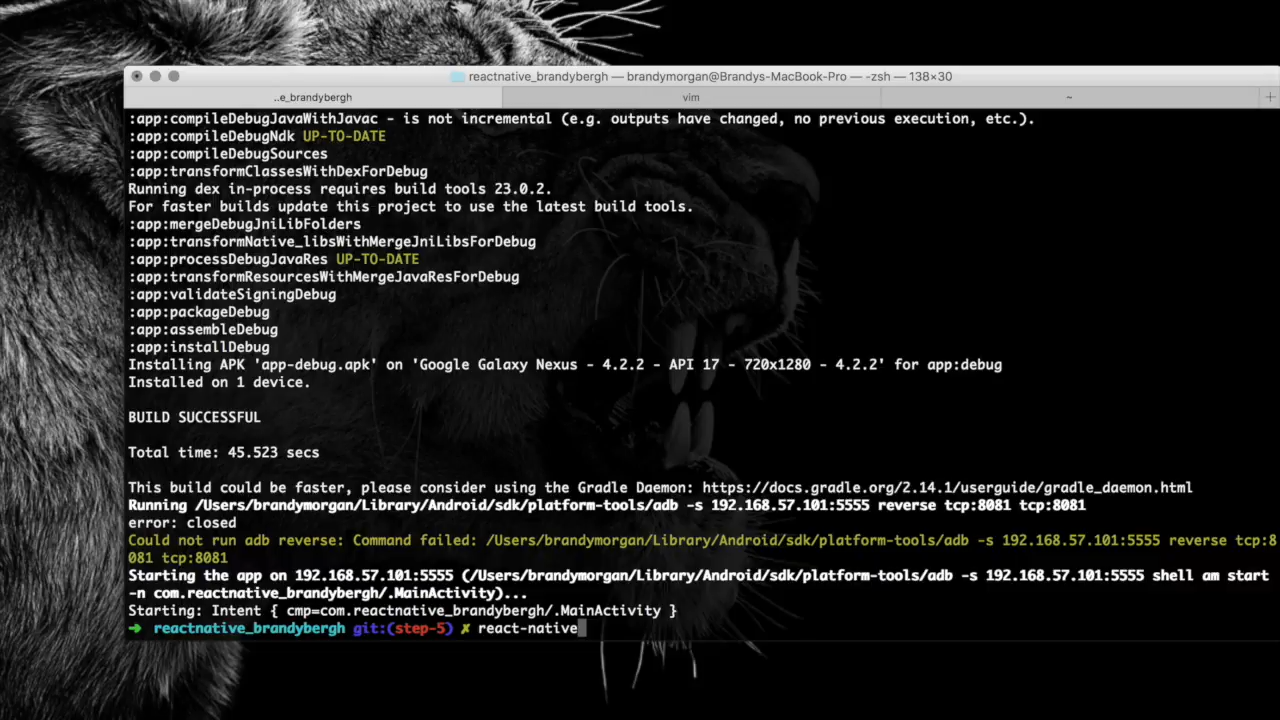 reactnative_brandybergh — brandymorgan@Brandys-MacBook-Pro — -zsh — 138×30
..e_brandybergh vim ~ +
:app:compileDebugJavaWithJavac - is not incremental (e.g. outputs have changed, no previous execution, etc.).
:app:compileDebugNdk UP-TO-DATE
:app:compileDebugSources
:app:transformClassesWithDexForDebug
Running dex in-process requires build tools 23.0.2.
For faster builds update this project to use the latest build tools.
:app:mergeDebugJniLibFolders
:app:transformNative_libsWithMergeJniLibsForDebug
:app:processDebugJavaRes UP-TO-DATE
:app:transformResourcesWithMergeJavaResForDebug
:app:validateSigningDebug
:app:packageDebug
:app:assembleDebug
:app:installDebug
Installing APK 'app-debug.apk' on 'Google Galaxy Nexus - 4.2.2 - API 17 - 720x1280 - 4.2.2' for app:debug
Installed on 1 device.
BUILD SUCCESSFUL
Total time: 45.523 secs
This build could be faster, please consider using the Gradle Daemon: https://docs.gradle.org/2.14.1/userguide/gradle_daemon.html
Running /Users/brandymorgan/Library/Android/sdk/platform-tools/adb -s 192.168.57.101:5555 reverse tcp:8081 tcp:8081
error: closed
Could not run adb reverse: Command failed: /Users/brandymorgan/Library/Android/sdk/platform-tools/adb -s 192.168.57.101:5555 reverse tcp:8
081 tcp:8081
Starting the app on 192.168.57.101:5555 (/Users/brandymorgan/Library/Android/sdk/platform-tools/adb -s 192.168.57.101:5555 shell am start
-n com.reactnative_brandybergh/.MainActivity)...
Starting: Intent { cmp=com.reactnative_brandybergh/.MainActivity }
➜ reactnative_brandybergh git:(step-5) ✗ react-native